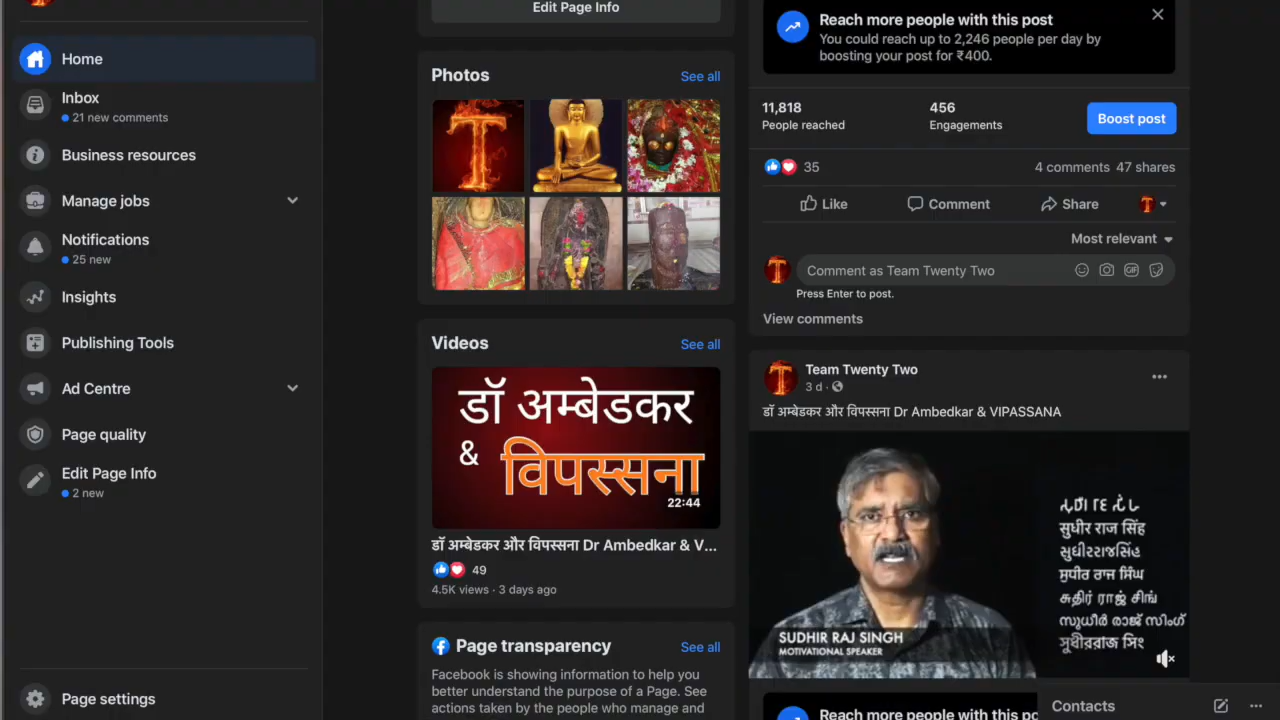 Home
Inbox
21 new comments
Business resources
Manage jobs
Notifications
25 new
Insights
Publishing Tools
Ad Centre
Page quality
Edit Page Info
2 new
Page settings
Edit Page Info
Photos
See all
Videos
See all
डॉ अम्बेडकर
&
विपस्सना
22:44
डॉ अम्बेडकर और विपस्सना Dr Ambedkar & V...
49
4.5K views · 3 days ago
Page transparency
See all
Facebook is showing information to help you
better understand the purpose of a Page. See
actions taken by the people who manage and
Reach more people with this post
You could reach up to 2,246 people per day by
boosting your post for ₹400.
11,818
People reached
456
Engagements
Boost post
35
4 comments 47 shares
Like
Comment
Share
Most relevant
Comment as Team Twenty Two
GIF
Press Enter to post.
View comments
Team Twenty Two
3 d ·
डॉ अम्बेडकर और विपस्सना Dr Ambedkar & VIPASSANA
सुधीर राज सिंह
SUDHIR RAJ SINGH
MOTIVATIONAL SPEAKER
Reach more people with this po
Contacts